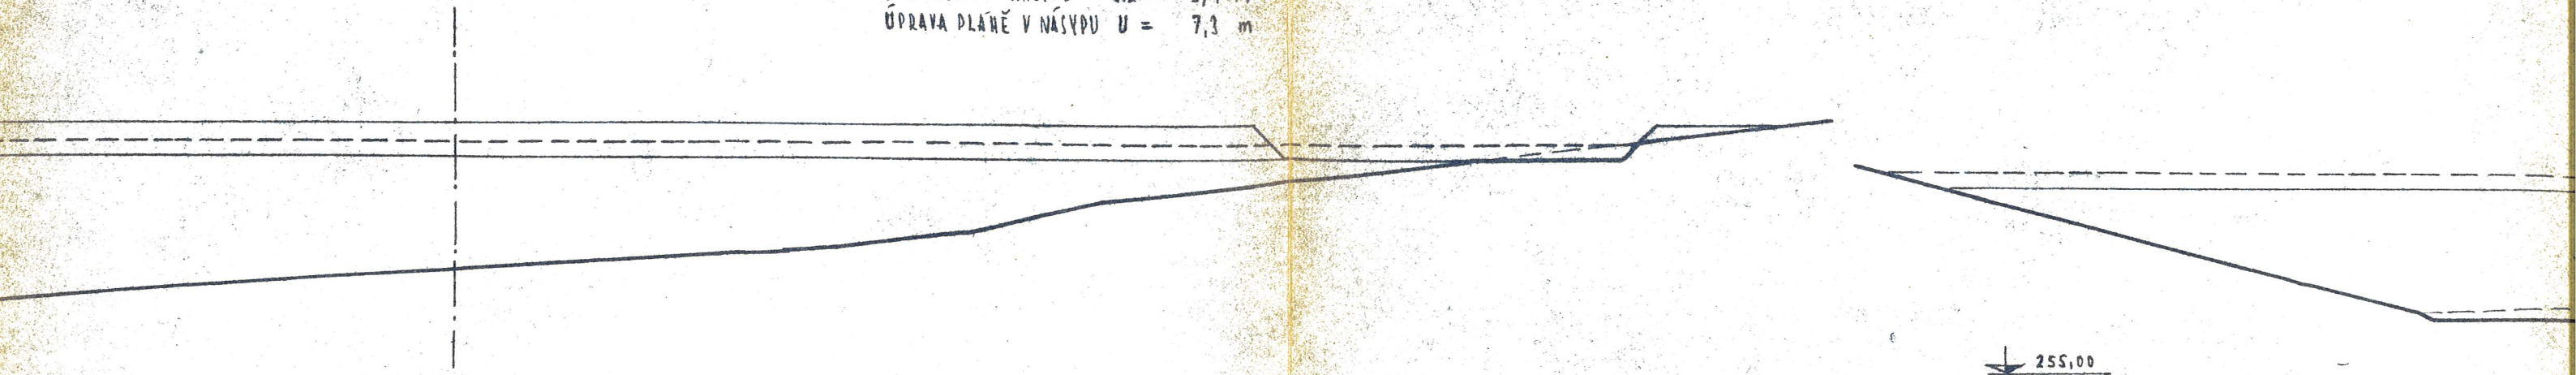 ÚPRAVA PLÁNĚ V NÁSYPU U = 7,3 m
255,00